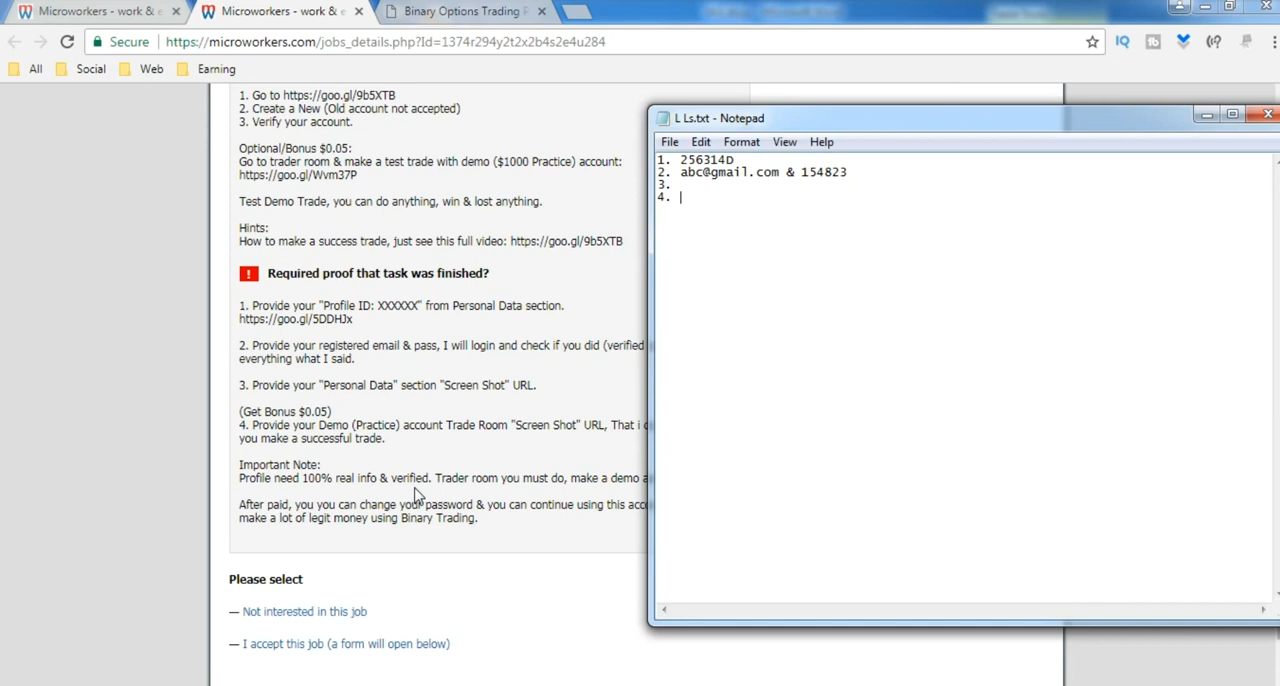 Microworkers - work & e
Microworkers - work & e
Binary Options Trading P
Secure
https://microworkers.com/jobs_details.php?Id=1374r294y2t2x2b4s2e4u284
IQ
All
Social
Web
Earning
1. Go to https://goo.gl/9b5XTB
2. Create a New (Old account not accepted)
3. Verify your account.
Optional/Bonus $0.05:
Go to trader room & make a test trade with demo ($1000 Practice) account:
https://goo.gl/Wvm37P
Test Demo Trade, you can do anything, win & lost anything.
Hints:
How to make a success trade, just see this full video: https://goo.gl/9b5XTB
! Required proof that task was finished?
1. Provide your "Profile ID: XXXXXX" from Personal Data section.
https://goo.gl/5DDHJx
2. Provide your registered email & pass, I will login and check if you did (verified
everything what I said.
3. Provide your "Personal Data" section "Screen Shot" URL.
(Get Bonus $0.05)
4. Provide your Demo (Practice) account Trade Room "Screen Shot" URL, That i
you make a successful trade.
Important Note:
Profile need 100% real info & verified. Trader room you must do, make a demo
After paid, you you can change your password & you can continue using this acc
make a lot of legit money using Binary Trading.
Please select
— Not interested in this job
— I accept this job (a form will open below)
L Ls.txt - Notepad
File Edit Format View Help
1. 256314D
2. abc@gmail.com & 154823
3.
4.